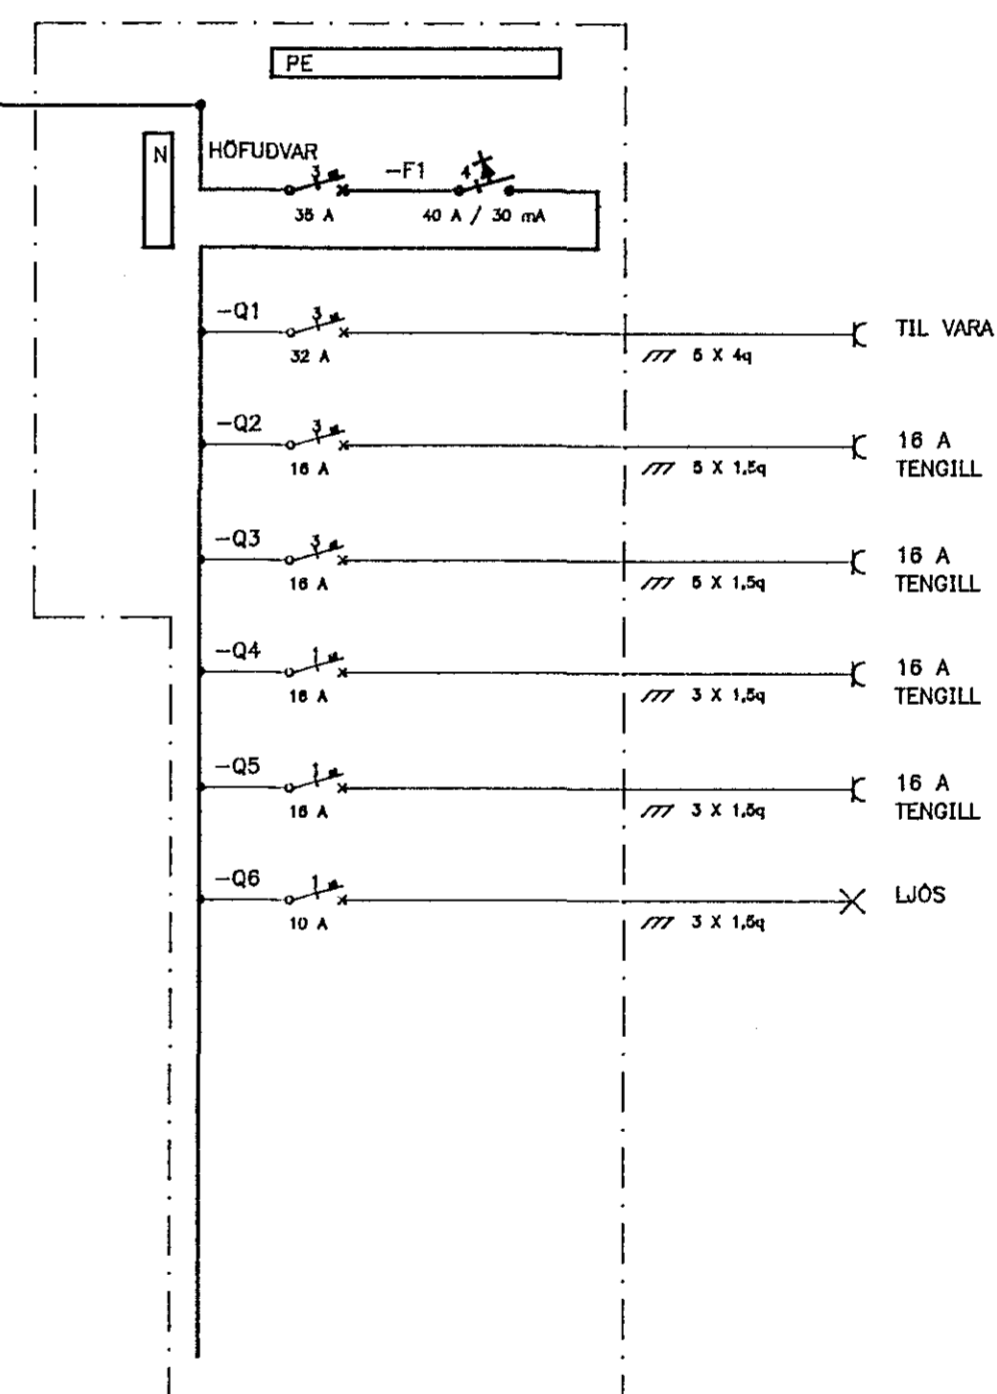 PE
N
HÖFUDVAR
3
-F1
4
35 A
40 A / 30 mA
-Q1
3
32 A
5 X 4q
TIL VARA
-Q2
3
16 A
5 X 1,5q
16 A
TENGILL
-Q3
3
16 A
5 X 1,5q
16 A
TENGILL
-Q4
1
16 A
3 X 1,5q
16 A
TENGILL
-Q5
1
16 A
3 X 1,5q
16 A
TENGILL
-Q6
1
10 A
3 X 1,5q
LJÓS